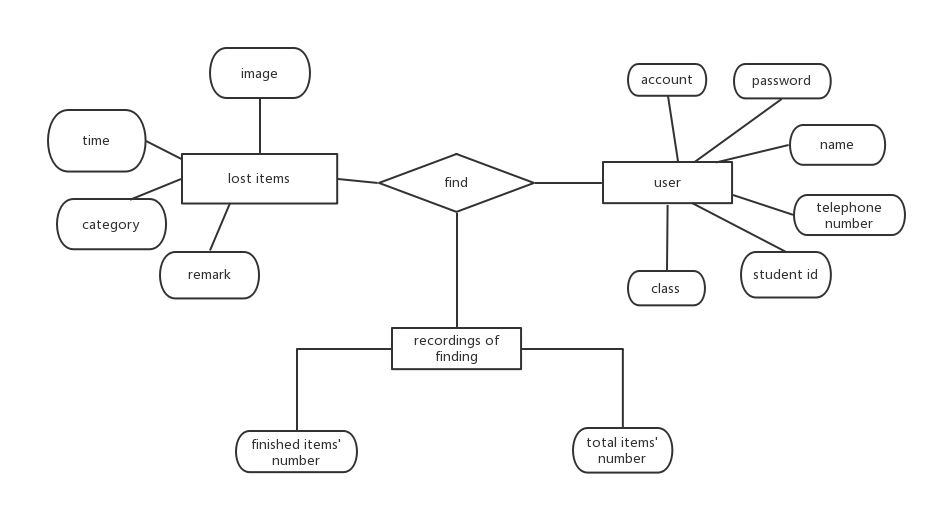 image
account
password
time
name
lost items
find
user
category
telephone
number
remark
student id
class
recordings of
finding
finished items'
number
total items'
number